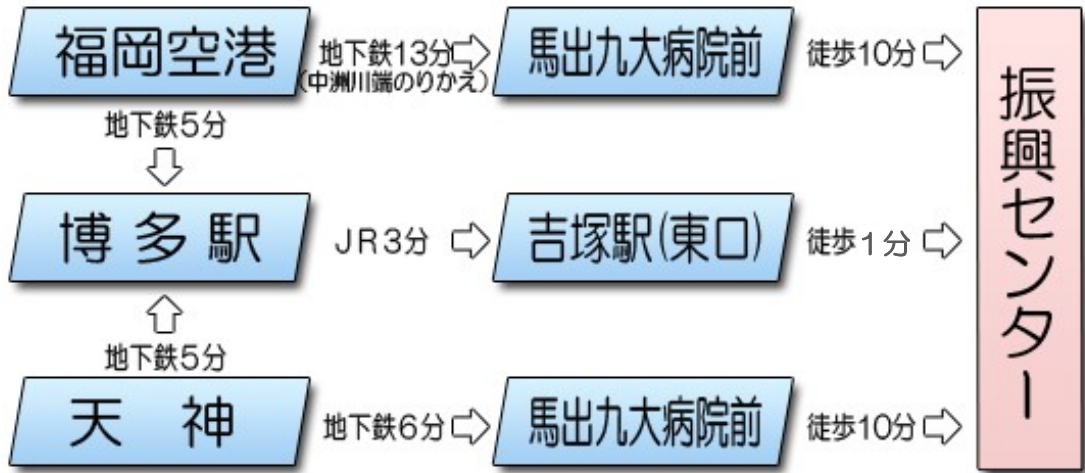 福岡空港
地下鉄13分
(中洲川端のりかえ)
馬出九大病院前
徒歩10分
地下鉄5分
博多駅
JR3分
吉塚駅(東口)
徒歩1分
地下鉄5分
天 神
地下鉄6分
馬出九大病院前
徒歩10分
振興センター